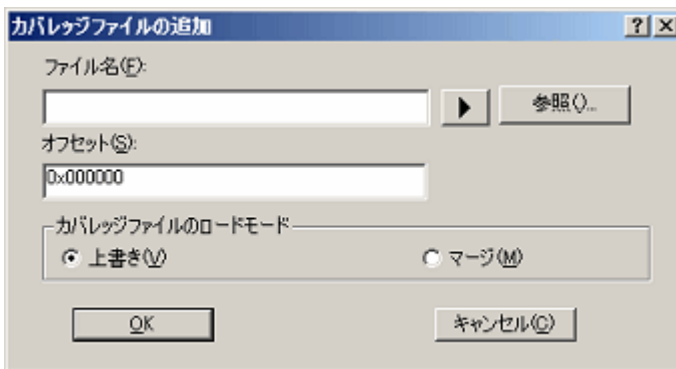 カバレッジファイルの追加
ファイル名(F):
参照()...
オフセット(S):
0x000000
カバレッジファイルのロードモード
上書き(V)
マージ(M)
OK
キャンセル(C)